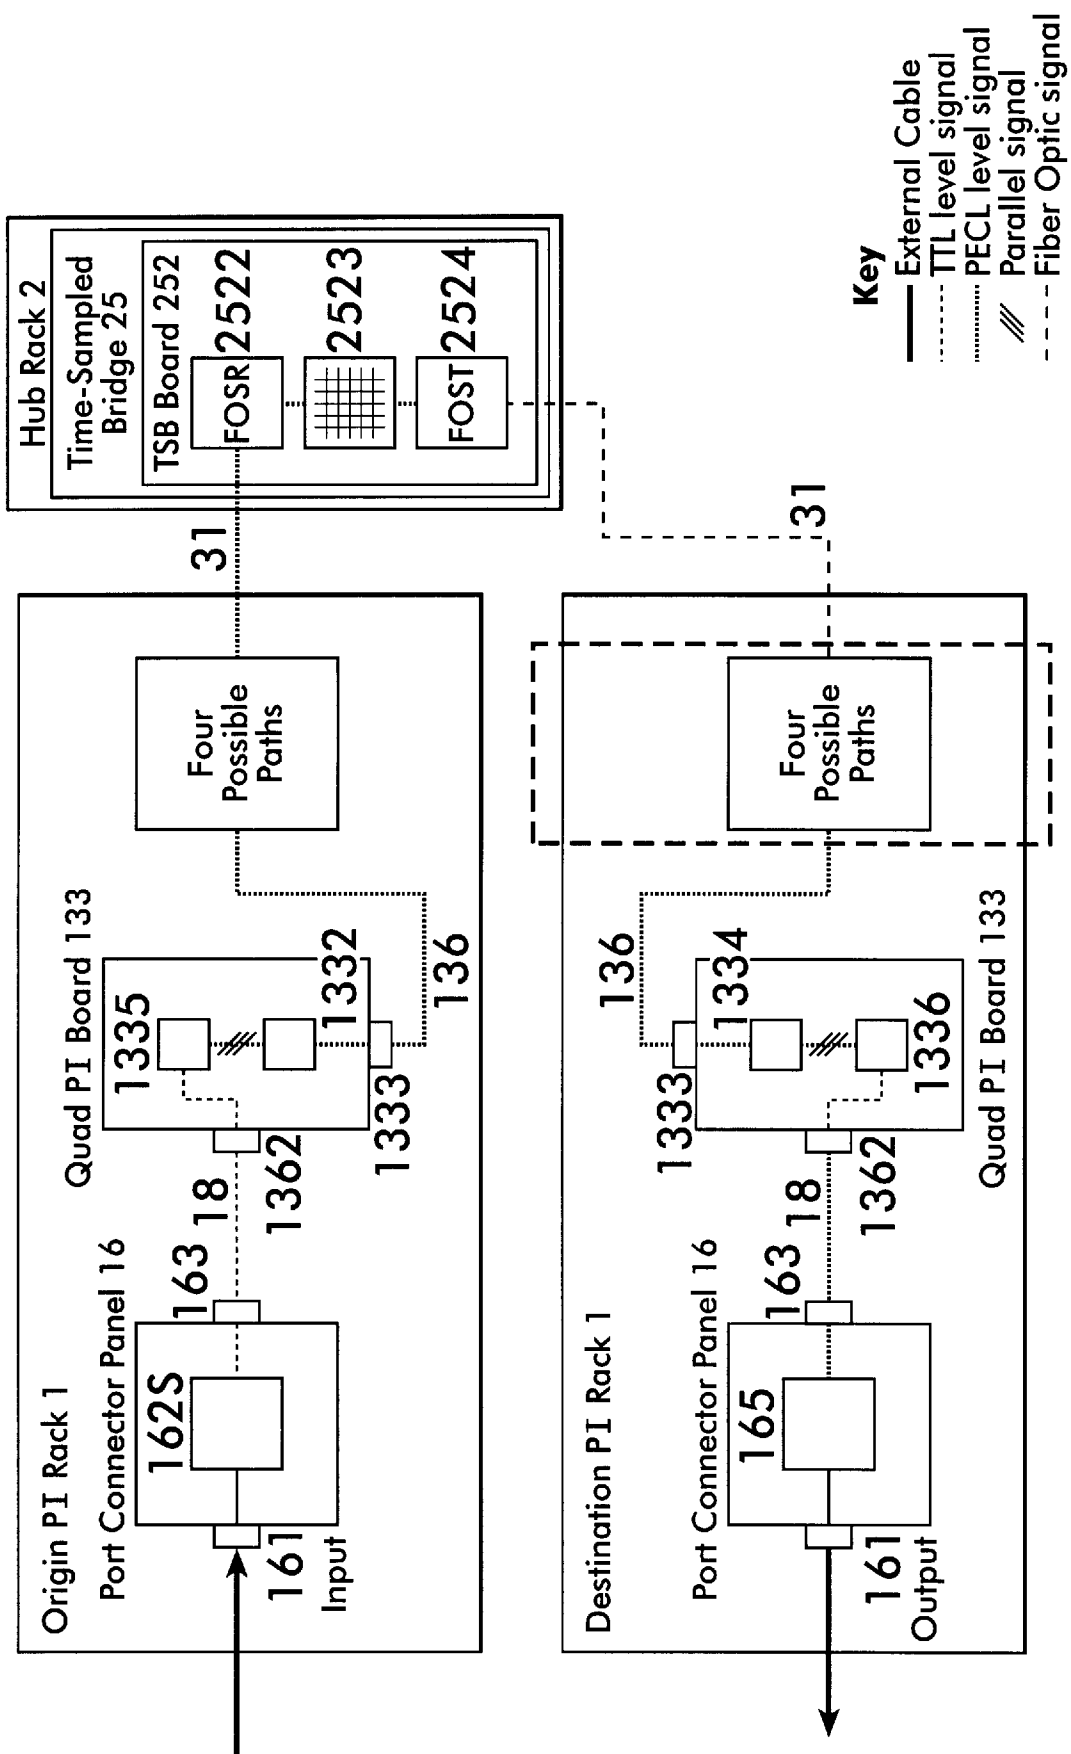 Hub Rack 2
Time-Sampled
Bridge 25
TSB Board 252
FOSR
2522
2523
FOST
2524
31
31
Origin PI Rack 1
Port Connector Panel 16
162S
161
Input
163
18
1362
Quad PI Board 133
1335
1332
1333
136
Four
Possible
Paths
Destination PI Rack 1
Port Connector Panel 16
165
161
Output
163
18
1362
1333
1334
1336
136
Quad PI Board 133
Four
Possible
Paths
Key
External Cable
TTL level signal
PECL level signal
Parallel signal
Fiber Optic signal